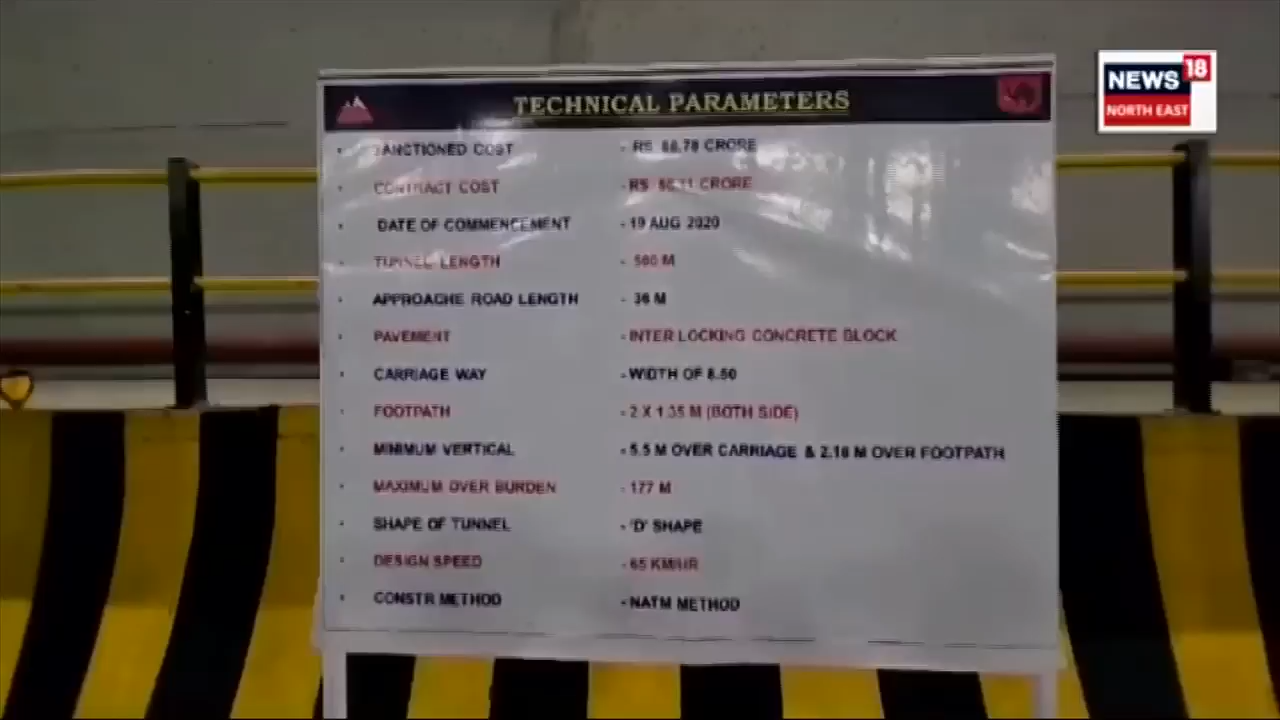 NEWS 18
NORTH EAST
TECHNICAL PARAMETERS
• SANCTIONED COST - RS 88.78 CRORE
• CONTRACT COST - RS CRORE
• DATE OF COMMENCEMENT - 19 AUG 2020
• TUNNEL LENGTH - 500 M
• APPROACHE ROAD LENGTH - 36 M
• PAVEMENT - INTER LOCKING CONCRETE BLOCK
• CARRIAGE WAY - WIDTH OF 8.50
• FOOTPATH - 2 X 1.35 M (BOTH SIDE)
• MINIMUM VERTICAL - 5.5 M OVER CARRIAGE & 2.18 M OVER FOOTPATH
• MAXIMUM OVER BURDEN - 177 M
• SHAPE OF TUNNEL - 'D' SHAPE
• DESIGN SPEED - 65 KM/HR
• CONSTR METHOD - NATM METHOD